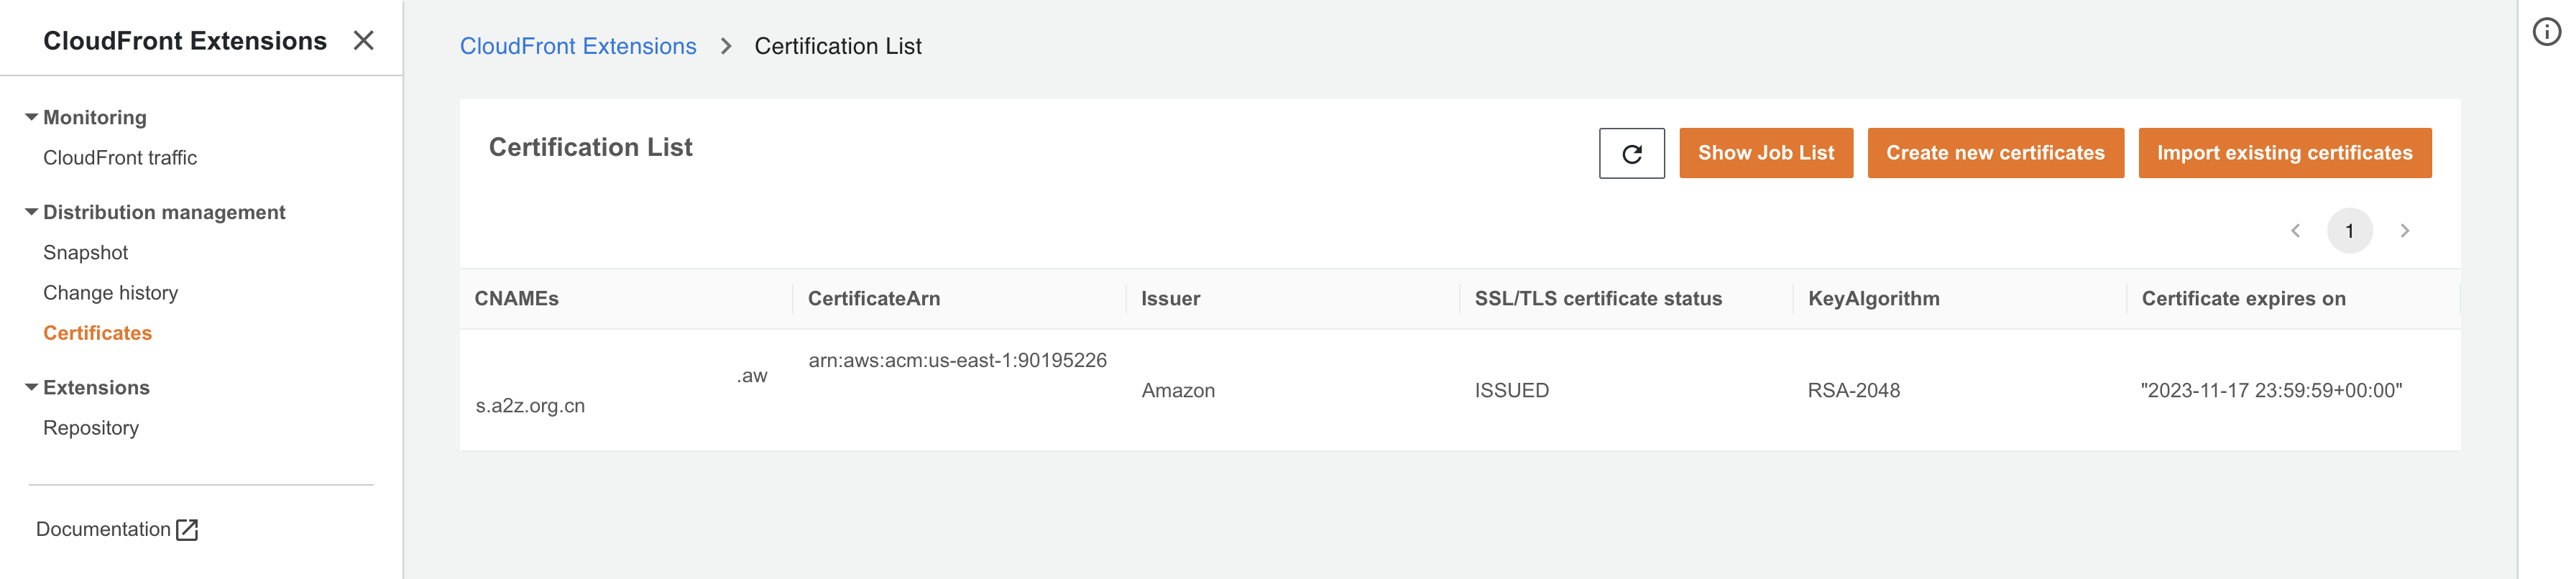 CloudFront Extensions
Monitoring
CloudFront traffic
Distribution management
Snapshot
Change history
Certificates
Extensions
Repository
Documentation
CloudFront Extensions > Certification List
Certification List
Show Job List
Create new certificates
Import existing certificates
1
CNAMEs CertificateArn Issuer SSL/TLS certificate status KeyAlgorithm Certificate expires on
.aw
s.a2z.org.cn
arn:aws:acm:us-east-1:90195226
Amazon
ISSUED
RSA-2048
"2023-11-17 23:59:59+00:00"